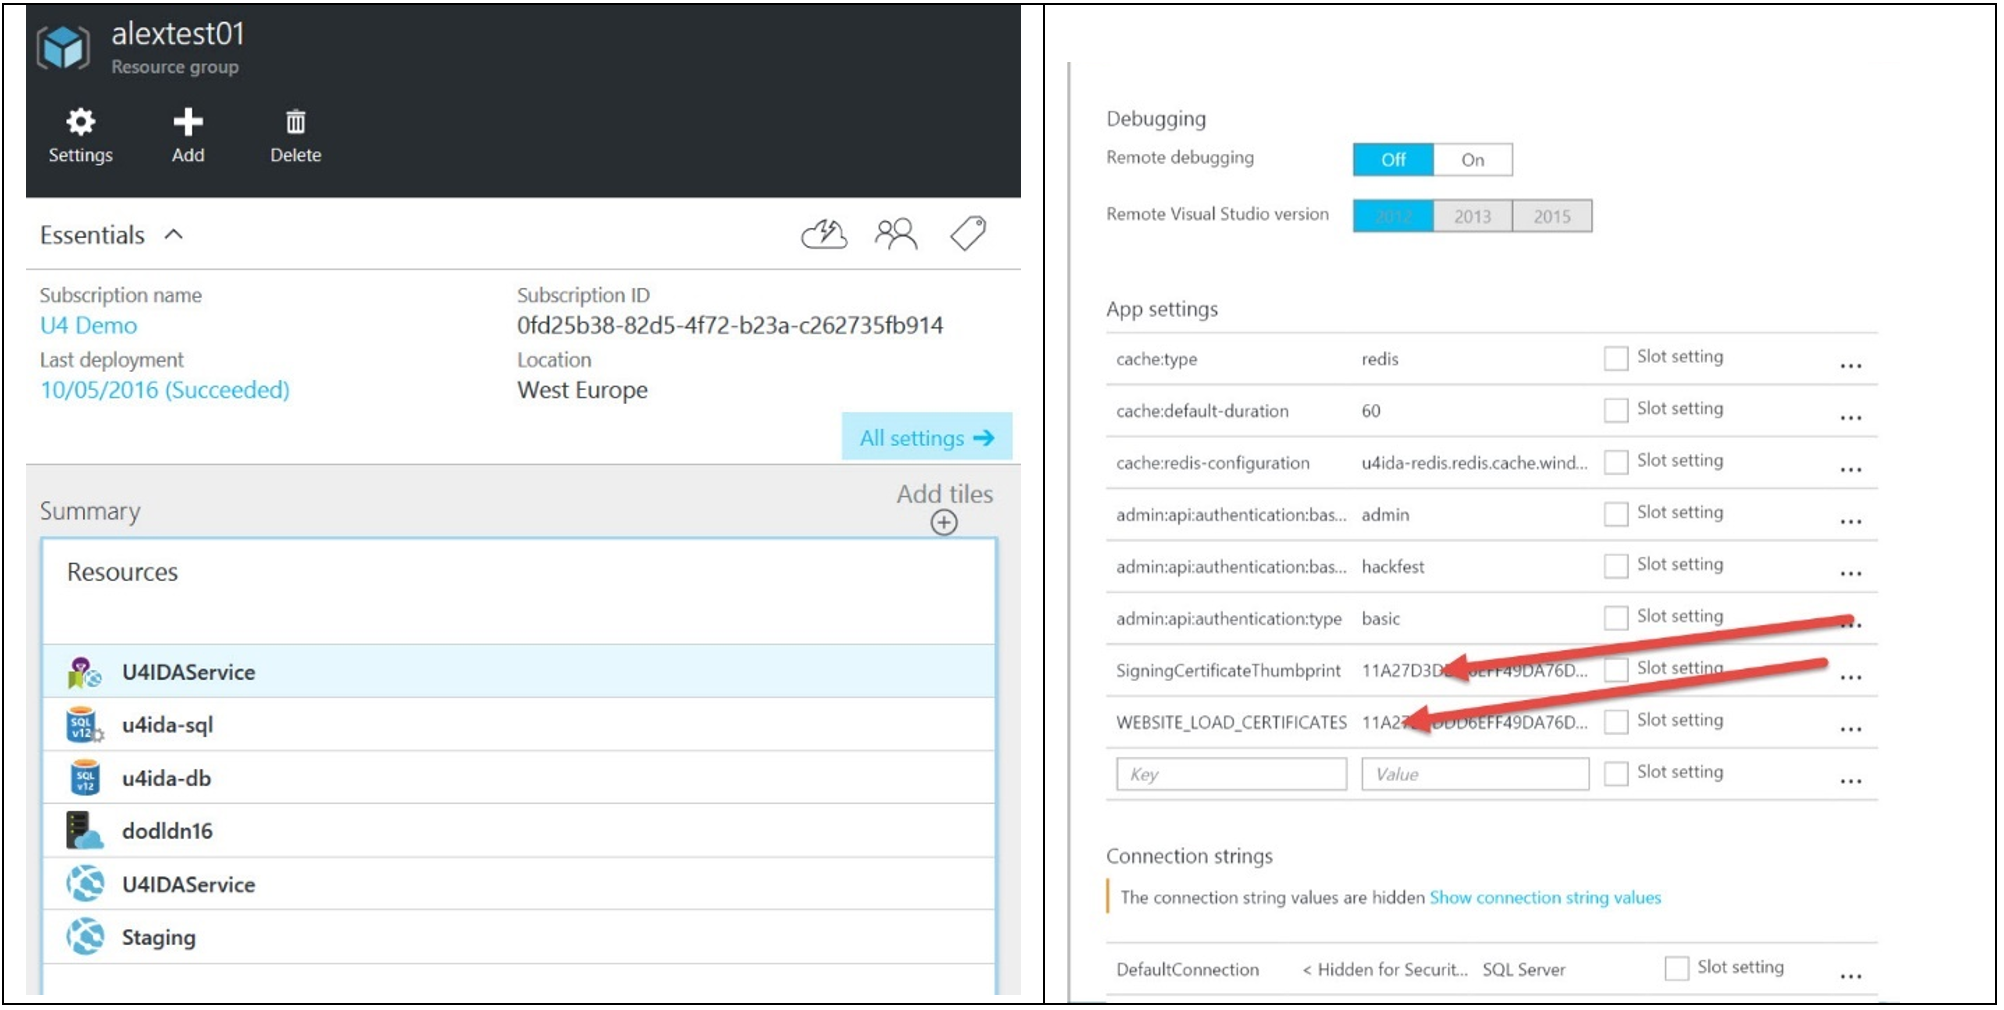 alextest01
Resource group
Settings Add Delete
Essentials
Subscription name
U4 Demo
Subscription ID
0fd25b38-82d5-4f72-b23a-c262735fb914
Last deployment
10/05/2016 (Succeeded)
Location
West Europe
All settings
Summary
Add tiles
Resources
U4IDAService
u4ida-sql
u4ida-db
dodldn16
U4IDAService
Staging
Debugging
Remote debugging Off On
Remote Visual Studio version 2012 2013 2015
App settings
cache:type redis Slot setting ...
cache:default-duration 60 Slot setting ...
cache:redis-configuration u4ida-redis.redis.cache.wind... Slot setting ...
admin:api:authentication:bas... admin Slot setting ...
admin:api:authentication:bas... hackfest Slot setting ...
admin:api:authentication:type basic Slot setting ...
SigningCertificateThumbprint Slot setting ...
WEBSITE_LOAD_CERTIFICATES Slot setting ...
Key Value Slot setting ...
Connection strings
The connection string values are hidden Show connection string values
DefaultConnection < Hidden for Securit... SQL Server Slot setting ...